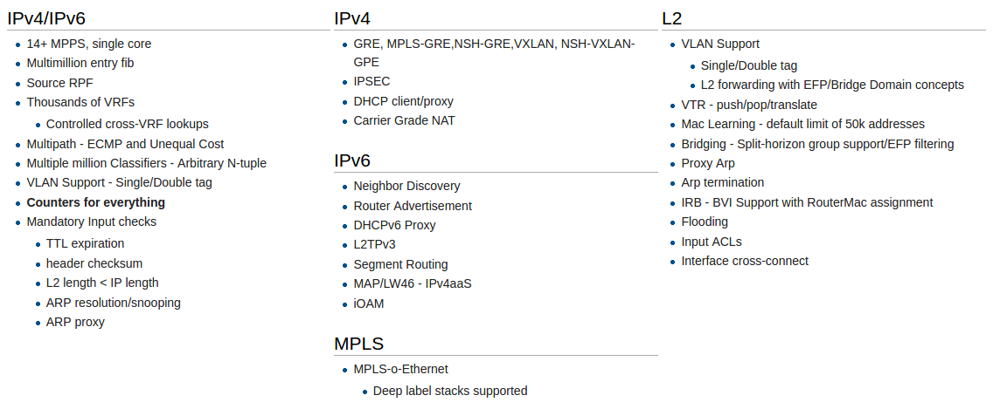 IPv4/IPv6
14+ MPPS, single core
Multimillion entry fib
Source RPF
Thousands of VRFs
Controlled cross-VRF lookups
Multipath - ECMP and Unequal Cost
Multiple million Classifiers - Arbitrary N-tuple
VLAN Support - Single/Double tag
Counters for everything
Mandatory Input checks
TTL expiration
header checksum
L2 length < IP length
ARP resolution/snooping
ARP proxy
IPv4
GRE, MPLS-GRE,NSH-GRE,VXLAN, NSH-VXLAN-
GPE
IPSEC
DHCP client/proxy
Carrier Grade NAT
IPv6
Neighbor Discovery
Router Advertisement
DHCPv6 Proxy
L2TPv3
Segment Routing
MAP/LW46 - IPv4aaS
iOAM
MPLS
MPLS-o-Ethernet
Deep label stacks supported
L2
VLAN Support
Single/Double tag
L2 forwarding with EFP/Bridge Domain concepts
VTR - push/pop/translate
Mac Learning - default limit of 50k addresses
Bridging - Split-horizon group support/EFP filtering
Proxy Arp
Arp termination
IRB - BVI Support with RouterMac assignment
Flooding
Input ACLs
Interface cross-connect